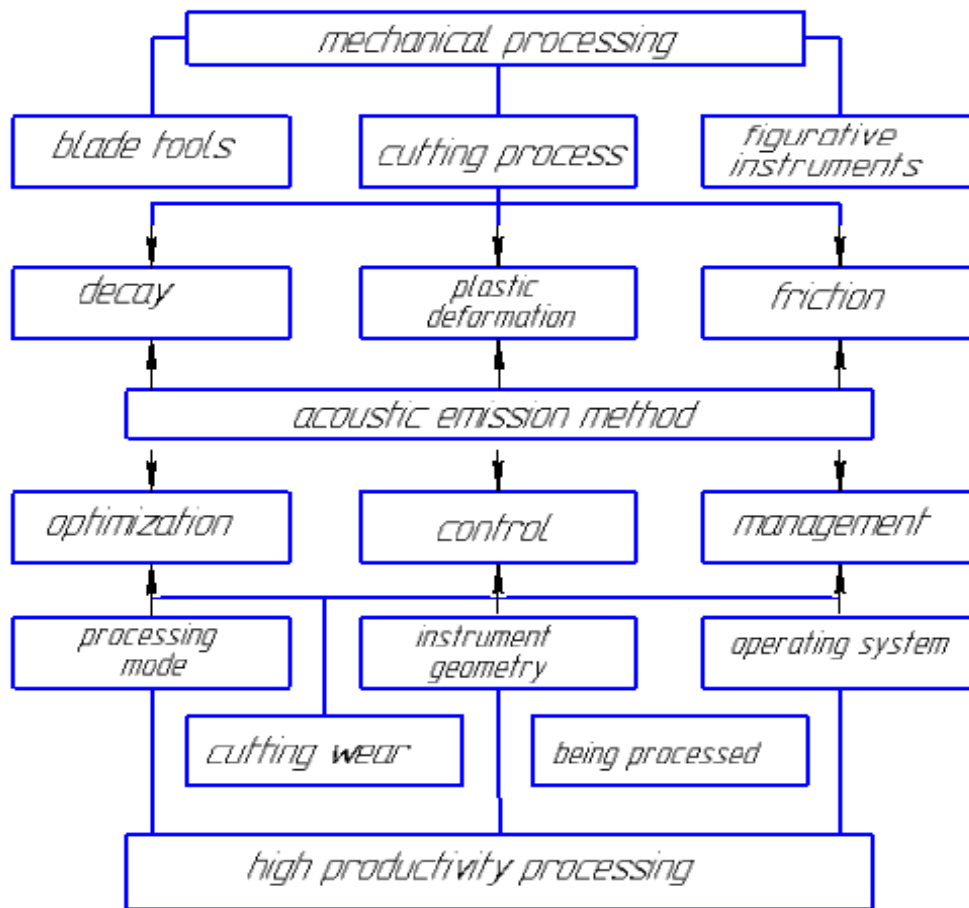 mechanical processing
blade tools
cutting process
figurative
instruments
decay
plastic
deformation
friction
acoustic emission method
optimization
control
management
processing
mode
instrument
geometry
operating system
cutting wear
being processed
high productivity processing